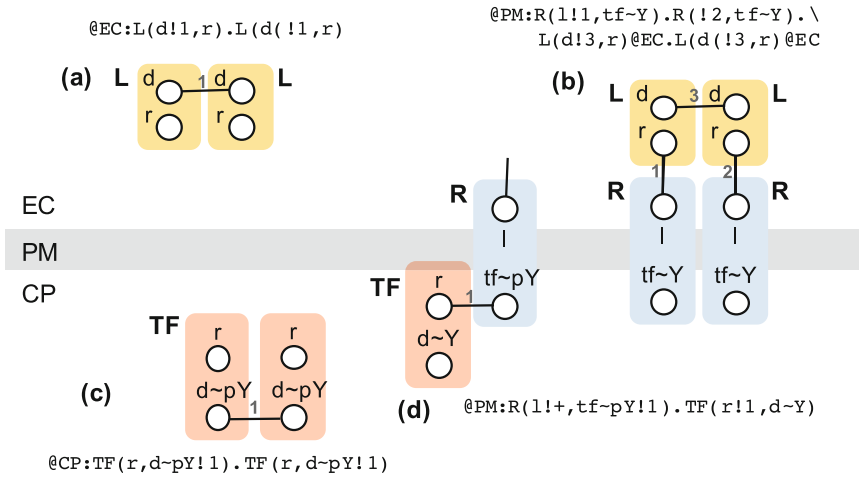 @PM:R(l!1,tf~Y).R(!2,tf~Y).\
@EC:L(d!1,r).L(d(!1,r)
L(d!3,r)@EC.L(d(!3,r)@EC
(a) L d 1 d L
r r
(b) L d 3 d L
r r
1 2
R R
l l
tf~Y tf~Y
EC
PM
CP
R
l
tf~pY
TF r 1
d~Y
(d)
TF r r
d~pY d~pY
1
(c)
@PM:R(l!+,tf~pY!1).TF(r!1,d~Y)
@CP:TF(r,d~pY!1).TF(r,d~pY!1)